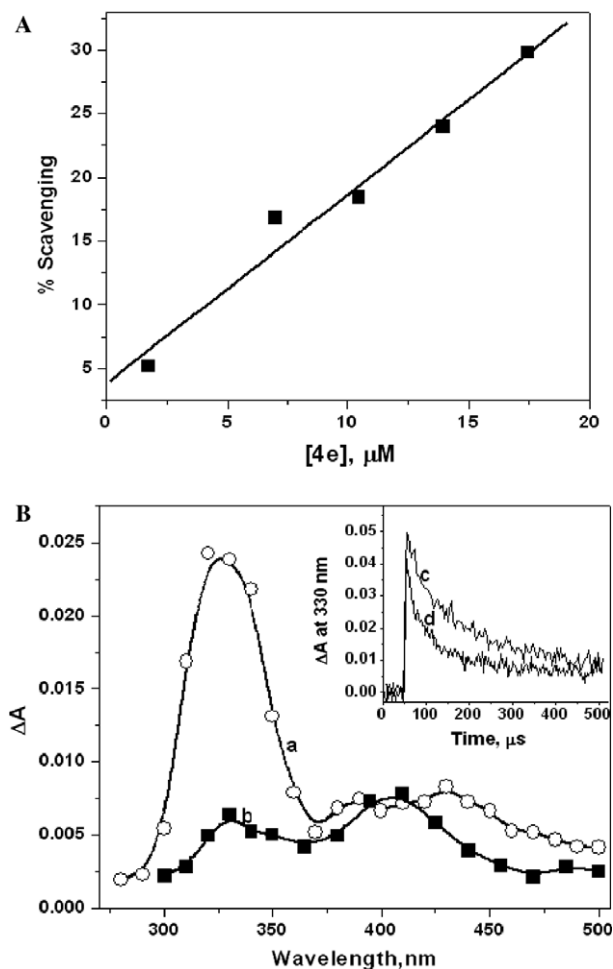 A
% Scavenging
30
25
20
15
10
5
0
5
10
15
20
[4e], μM
B
ΔA
0.025
0.020
0.015
0.010
0.005
0.000
300
350
400
450
500
Wavelength,nm
a
b
ΔA at 330 nm
0.05
0.04
0.03
0.02
0.01
0.00
0
100
200
300
400
500
Time, μs
c
d